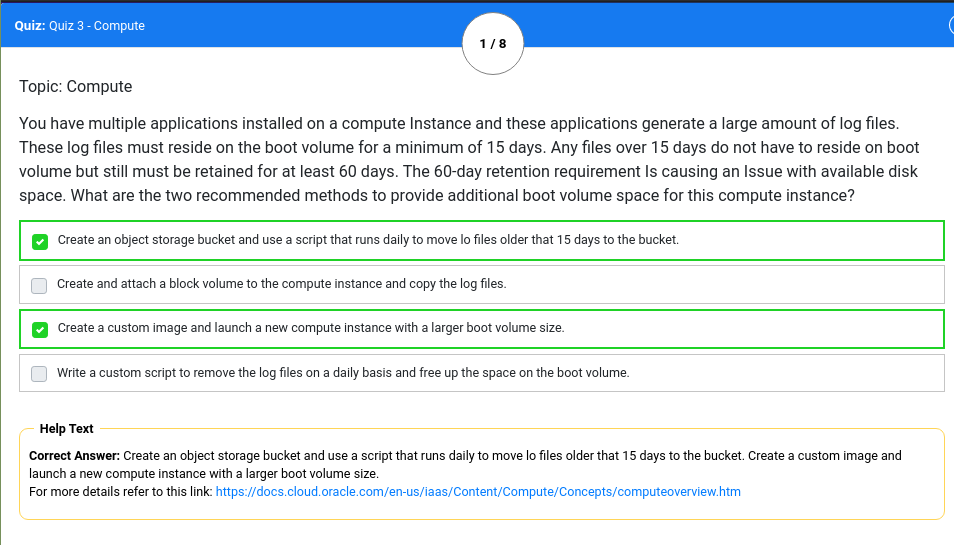 Quiz: Quiz 3 - Compute
1 / 8
Topic: Compute
You have multiple applications installed on a compute Instance and these applications generate a large amount of log files.
These log files must reside on the boot volume for a minimum of 15 days. Any files over 15 days do not have to reside on boot
volume but still must be retained for at least 60 days. The 60-day retention requirement Is causing an Issue with available disk
space. What are the two recommended methods to provide additional boot volume space for this compute instance?
Create an object storage bucket and use a script that runs daily to move lo files older that 15 days to the bucket.
Create and attach a block volume to the compute instance and copy the log files.
Create a custom image and launch a new compute instance with a larger boot volume size.
Write a custom script to remove the log files on a daily basis and free up the space on the boot volume.
Help Text
Correct Answer: Create an object storage bucket and use a script that runs daily to move lo files older that 15 days to the bucket. Create a custom image and
launch a new compute instance with a larger boot volume size.
For more details refer to this link: https://docs.cloud.oracle.com/en-us/iaas/Content/Compute/Concepts/computeoverview.htm